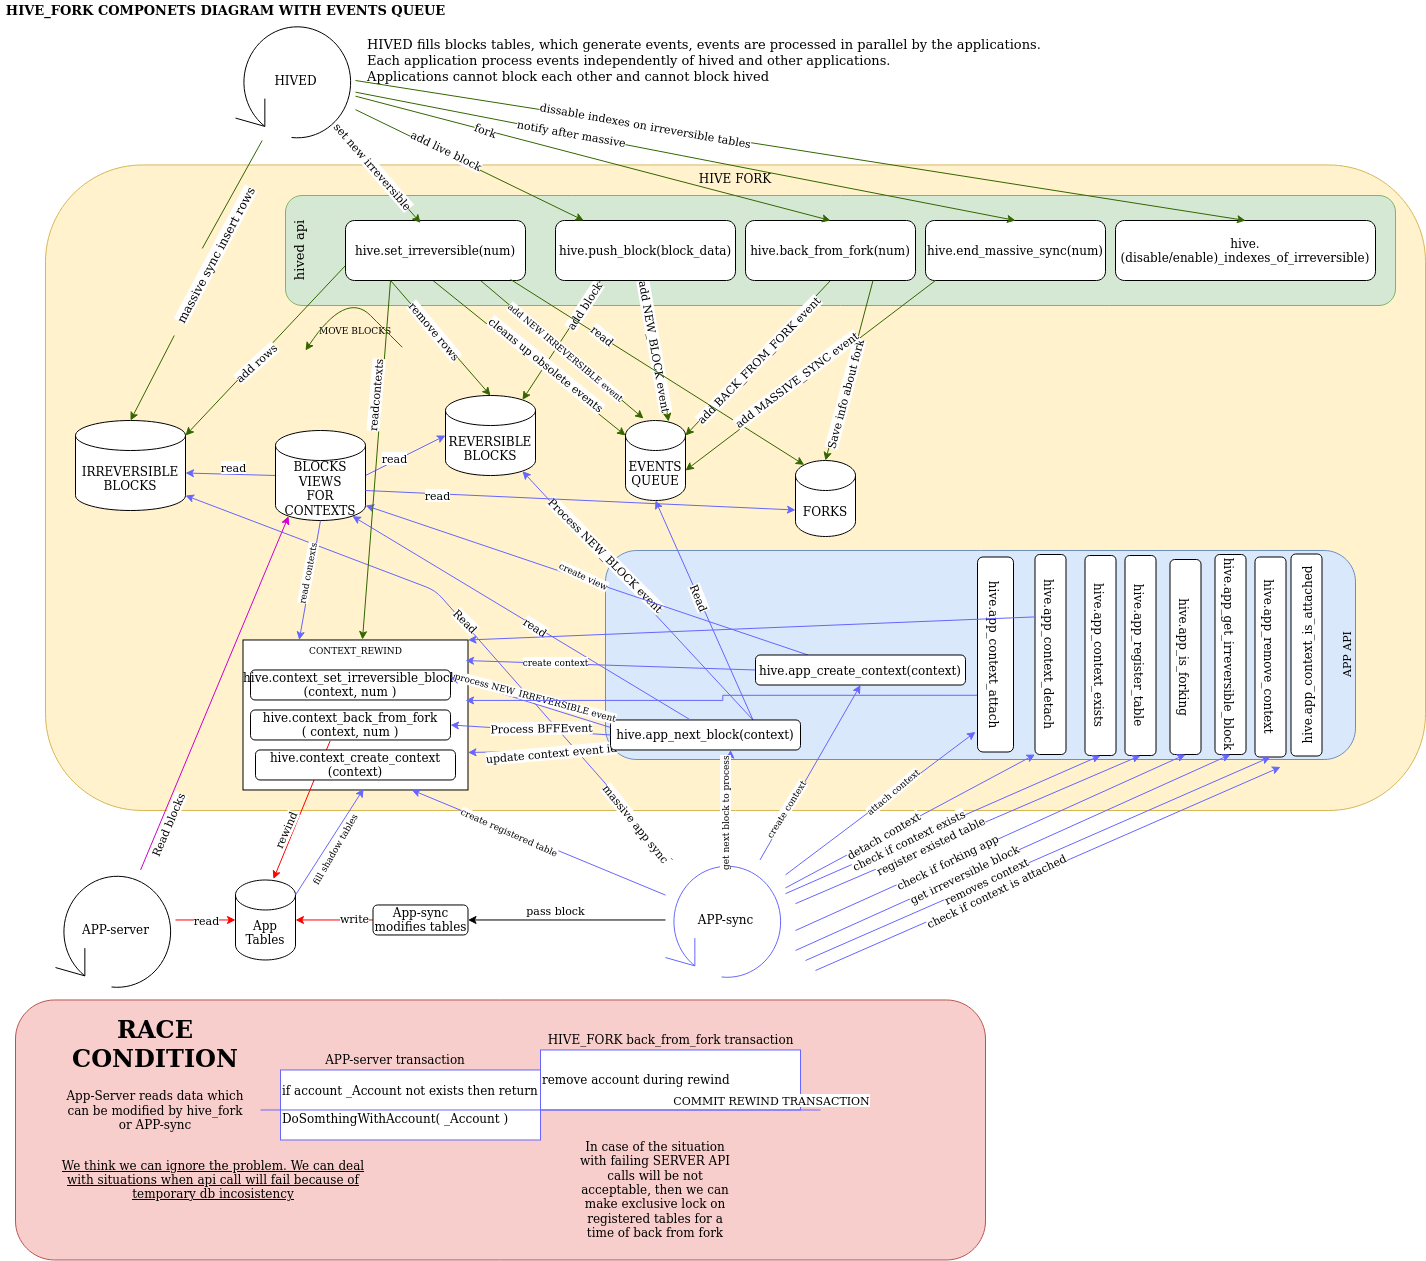 HIVE_FORK COMPONETS DIAGRAM WITH EVENTS QUEUE
HIVED fills blocks tables, which generate events, events are processed in parallel by the applications.
Each application process events independently of hived and other applications.
Applications cannot block each other and cannot block hived
HIVED
dissable indexes on irreversible tables
notify after massive
fork
add live block
set new irreversible
massive sync insert rows
HIVE FORK
hived api
hive.set_irreversible(num)
hive.push_block(block_data)
hive.back_from_fork(num)
hive.end_massive_sync(num)
hive.
(disable/enable)_indexes_of_irreversible)
MOVE BLOCKS
add rows
readcontexts
remove rows
cleans up obsolete events
add NEW IRREVERSIBLE event
read
add block
add NEW_BLOCK event
add BACK_FROM_FORK event
add MASSIVE_SYNC event
Save info about fork
IRREVERSIBLE
BLOCKS
BLOCKS
VIEWS
FOR
CONTEXTS
REVERSIBLE
BLOCKS
EVENTS
QUEUE
FORKS
read
read
read
read contexts
Process NEW_BLOCK event
create view
Read
Read
read
hive.app_context_attach
hive.app_context_detach
hive.app_context_exists
hive.app_register_table
hive.app_is_forking
hive.app_get_irreversible_block
hive.app_remove_context
hive.app_context_is_attached
APP API
CONTEXT_REWIND
hive.context_set_irreversible_block
(context, num )
hive.context_back_from_fork
( context, num )
hive.context_create_context
(context)
create context
process NEW_IRREVERSIBLE event
Process BFFEvent
update context event id
hive.app_create_context(context)
hive.app_next_block(context)
Read blocks
rewind
fill shadow tables
create registered table
massive app sync
get next block to process
create context
attach context
detach context
check if context exists
register existed table
check if forking app
get irreversible block
removes context
check if context is attached
APP-server
read
App
Tables
write
App-sync
modifies tables
pass block
APP-sync
RACE
CONDITION
App-Server reads data which
can be modified by hive_fork
or APP-sync
We think we can ignore the problem. We can deal
with situations when api call will fail because of
temporary db incosistency
APP-server transaction
if account _Account not exists then return
DoSomthingWithAccount( _Account )
HIVE_FORK back_from_fork transaction
remove account during rewind
COMMIT REWIND TRANSACTION
In case of the situation
with failing SERVER API
calls will be not
acceptable, then we can
make exclusive lock on
registered tables for a
time of back from fork